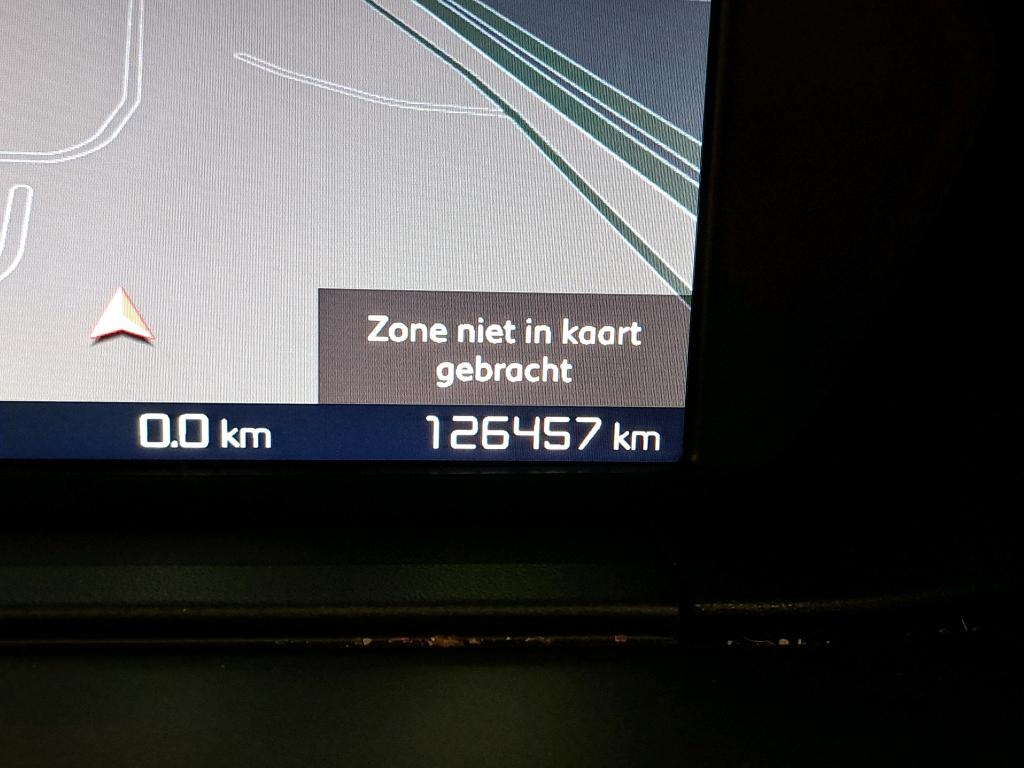 Zone niet in kaart
gebracht
0.0 km 126457 km